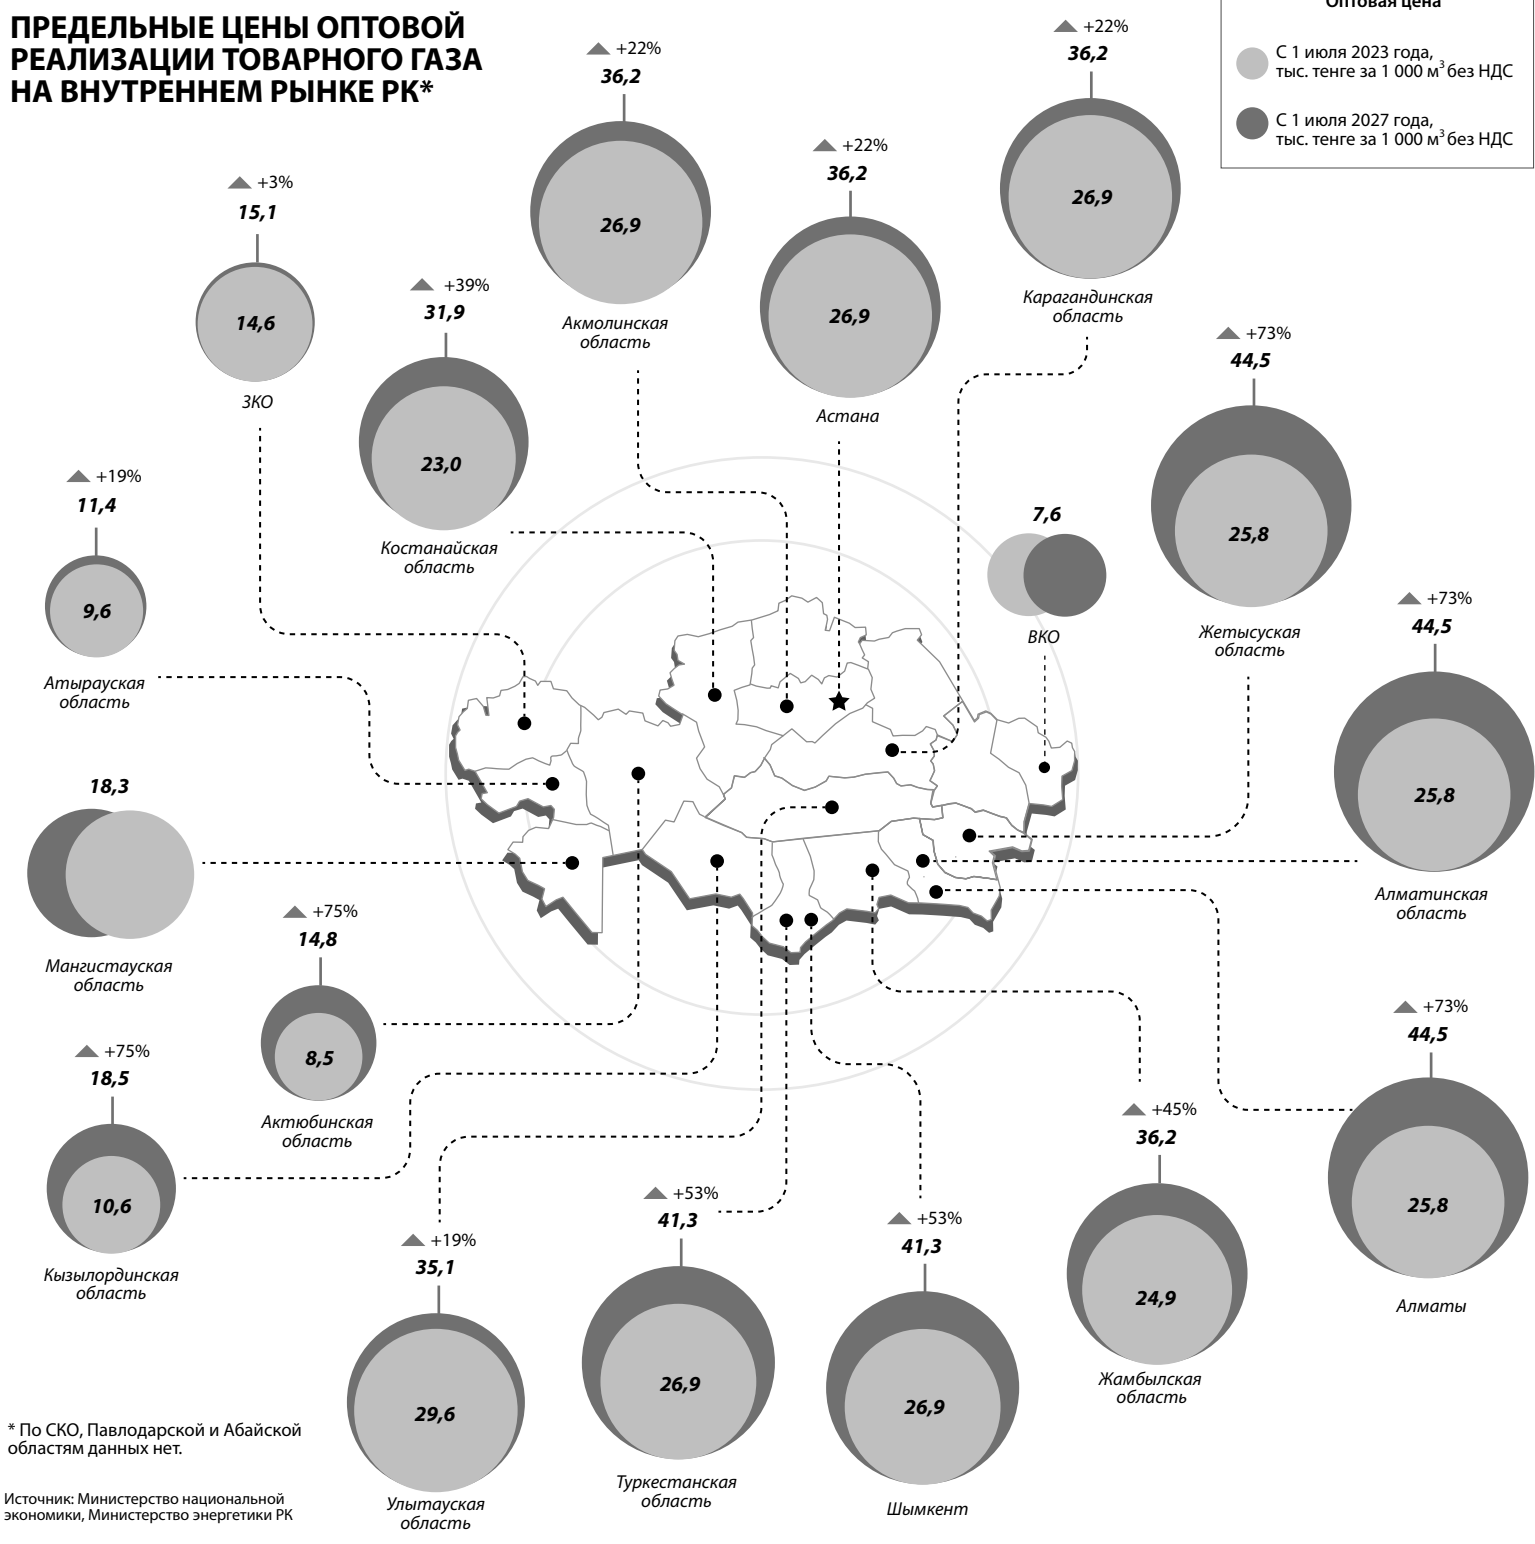 ПРЕДЕЛЬНЫЕ ЦЕНЫ ОПТОВОЙ
РЕАЛИЗАЦИИ ТОВАРНОГО ГАЗА
НА ВНУТРЕННЕМ РЫНКЕ РК*
Оптовая цена
С 1 июля 2023 года,
тыс. тенге за 1 000 м³ без НДС
С 1 июля 2027 года,
тыс. тенге за 1 000 м³ без НДС
+22%
36,2
26,9
Акмолинская
область
+22%
36,2
26,9
Астана
+22%
36,2
26,9
Карагандинская
область
+3%
15,1
14,6
ЗКО
+39%
31,9
23,0
Костанайская
область
+73%
44,5
25,8
Жетысуская
область
+19%
11,4
9,6
Атырауская
область
7,6
ВКО
+73%
44,5
25,8
Алматинская
область
18,3
Мангистауская
область
+75%
14,8
8,5
Актюбинская
область
+75%
18,5
10,6
Кызылординская
область
+73%
44,5
25,8
Алматы
+45%
36,2
24,9
Жамбылская
область
+19%
35,1
29,6
Улытауская
область
+53%
41,3
26,9
Туркестанская
область
+53%
41,3
26,9
Шымкент
* По СКО, Павлодарской и Абайской
областям данных нет.
Источник: Министерство национальной
экономики, Министерство энергетики РК